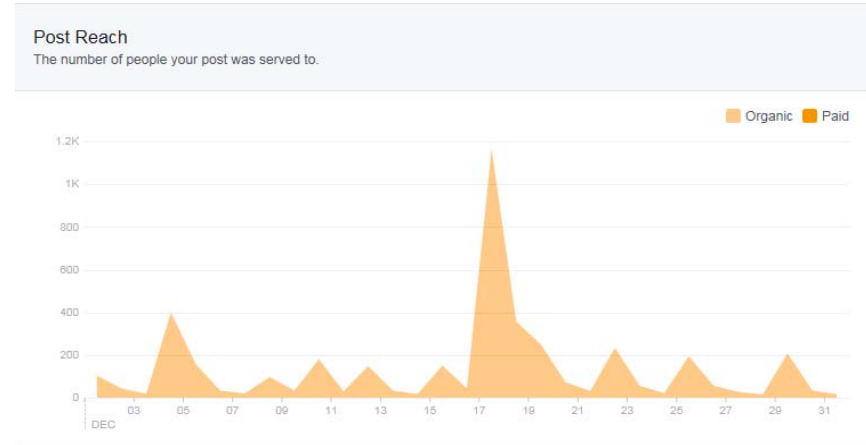 Post Reach
The number of people your post was served to.
Organic Paid
1.2K
1K
800
600
400
200
0
03 05 07 09 11 13 15 17 19 21 23 25 27 29 31
DEC